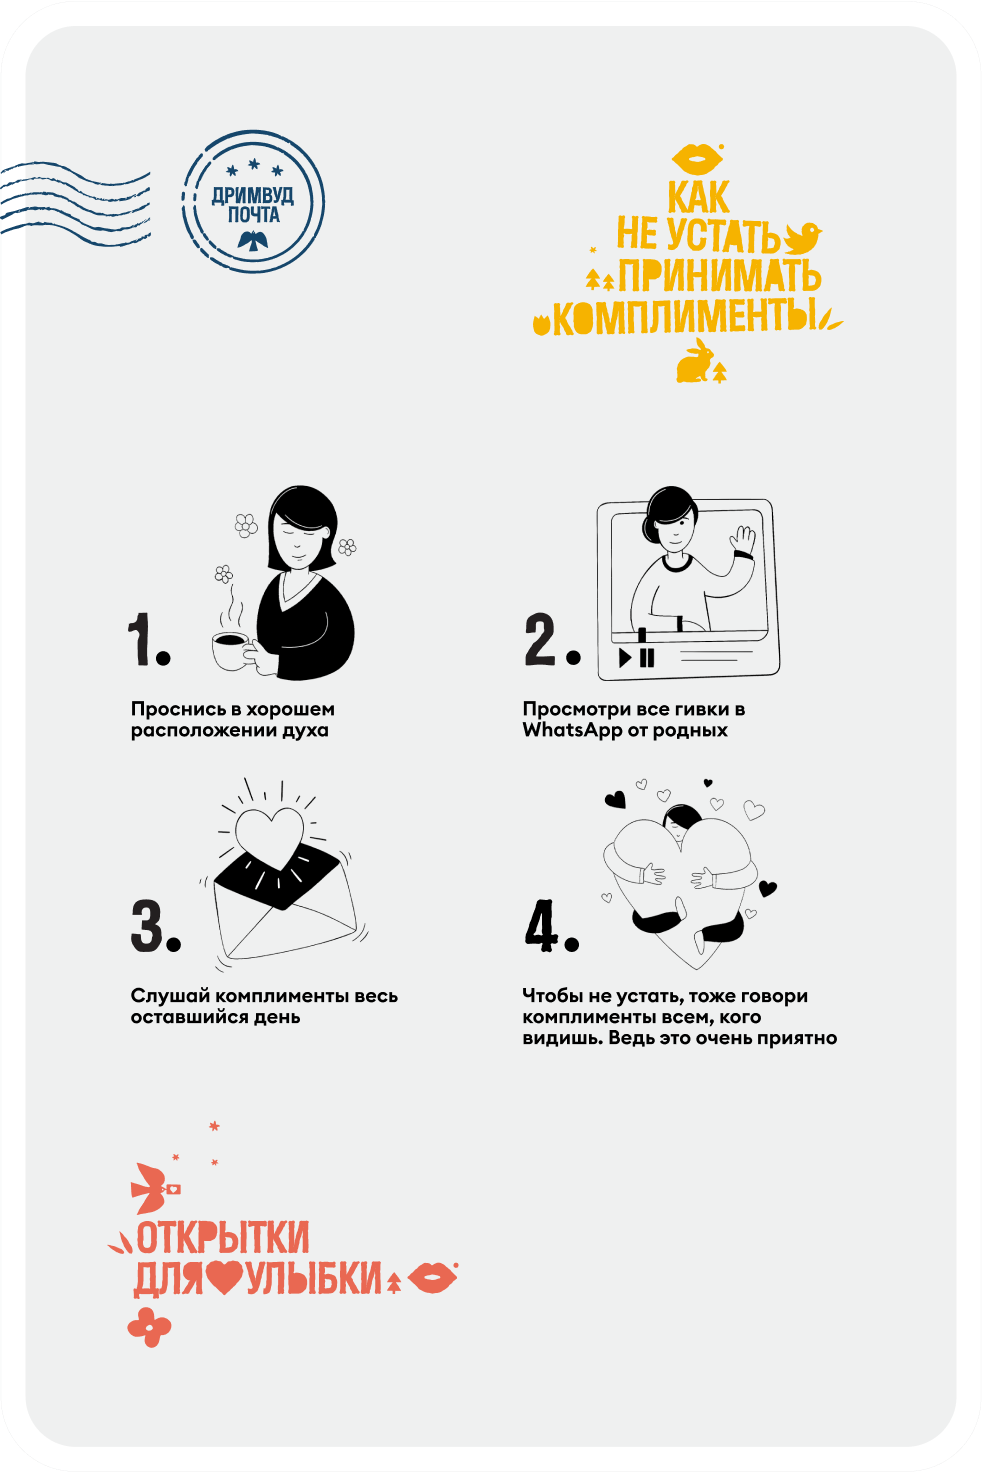 ДРИМВУД
ПОЧТА
КАК
НЕ УСТАТЬ
ПРИНИМАТЬ
КОМПЛИМЕНТЫ
1.
Проснись в хорошем
расположении духа
2.
Просмотри все гивки в
WhatsApp от родных
3.
Слушай комплименты весь
оставшийся день
4.
Чтобы не устать, тоже говори
комплименты всем, кого
видишь. Ведь это очень приятно
ОТКРЫТКИ
ДЛЯ УЛЫБКИ